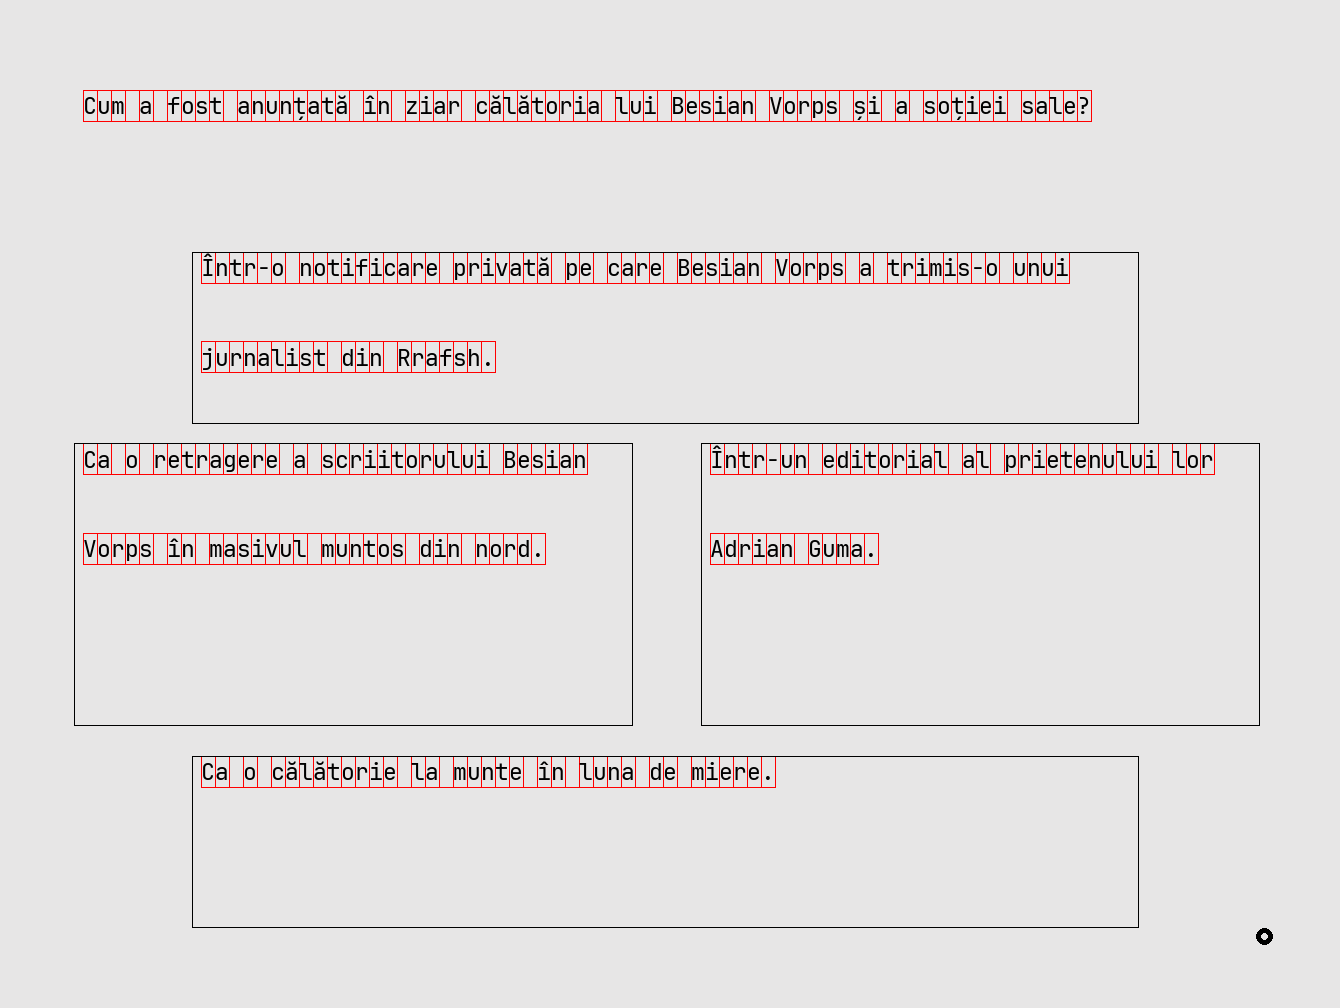 Cum a fost anunțată în ziar călătoria lui Besian Vorps și a soției sale?
Într-o notificare privată pe care Besian Vorps a trimis-o unui
jurnalist din Rrafsh.
Ca o retragere a scriitorului Besian
Vorps în masivul muntos din nord.
Într-un editorial al prietenului lor
Adrian Guma.
Ca o călătorie la munte în luna de miere.